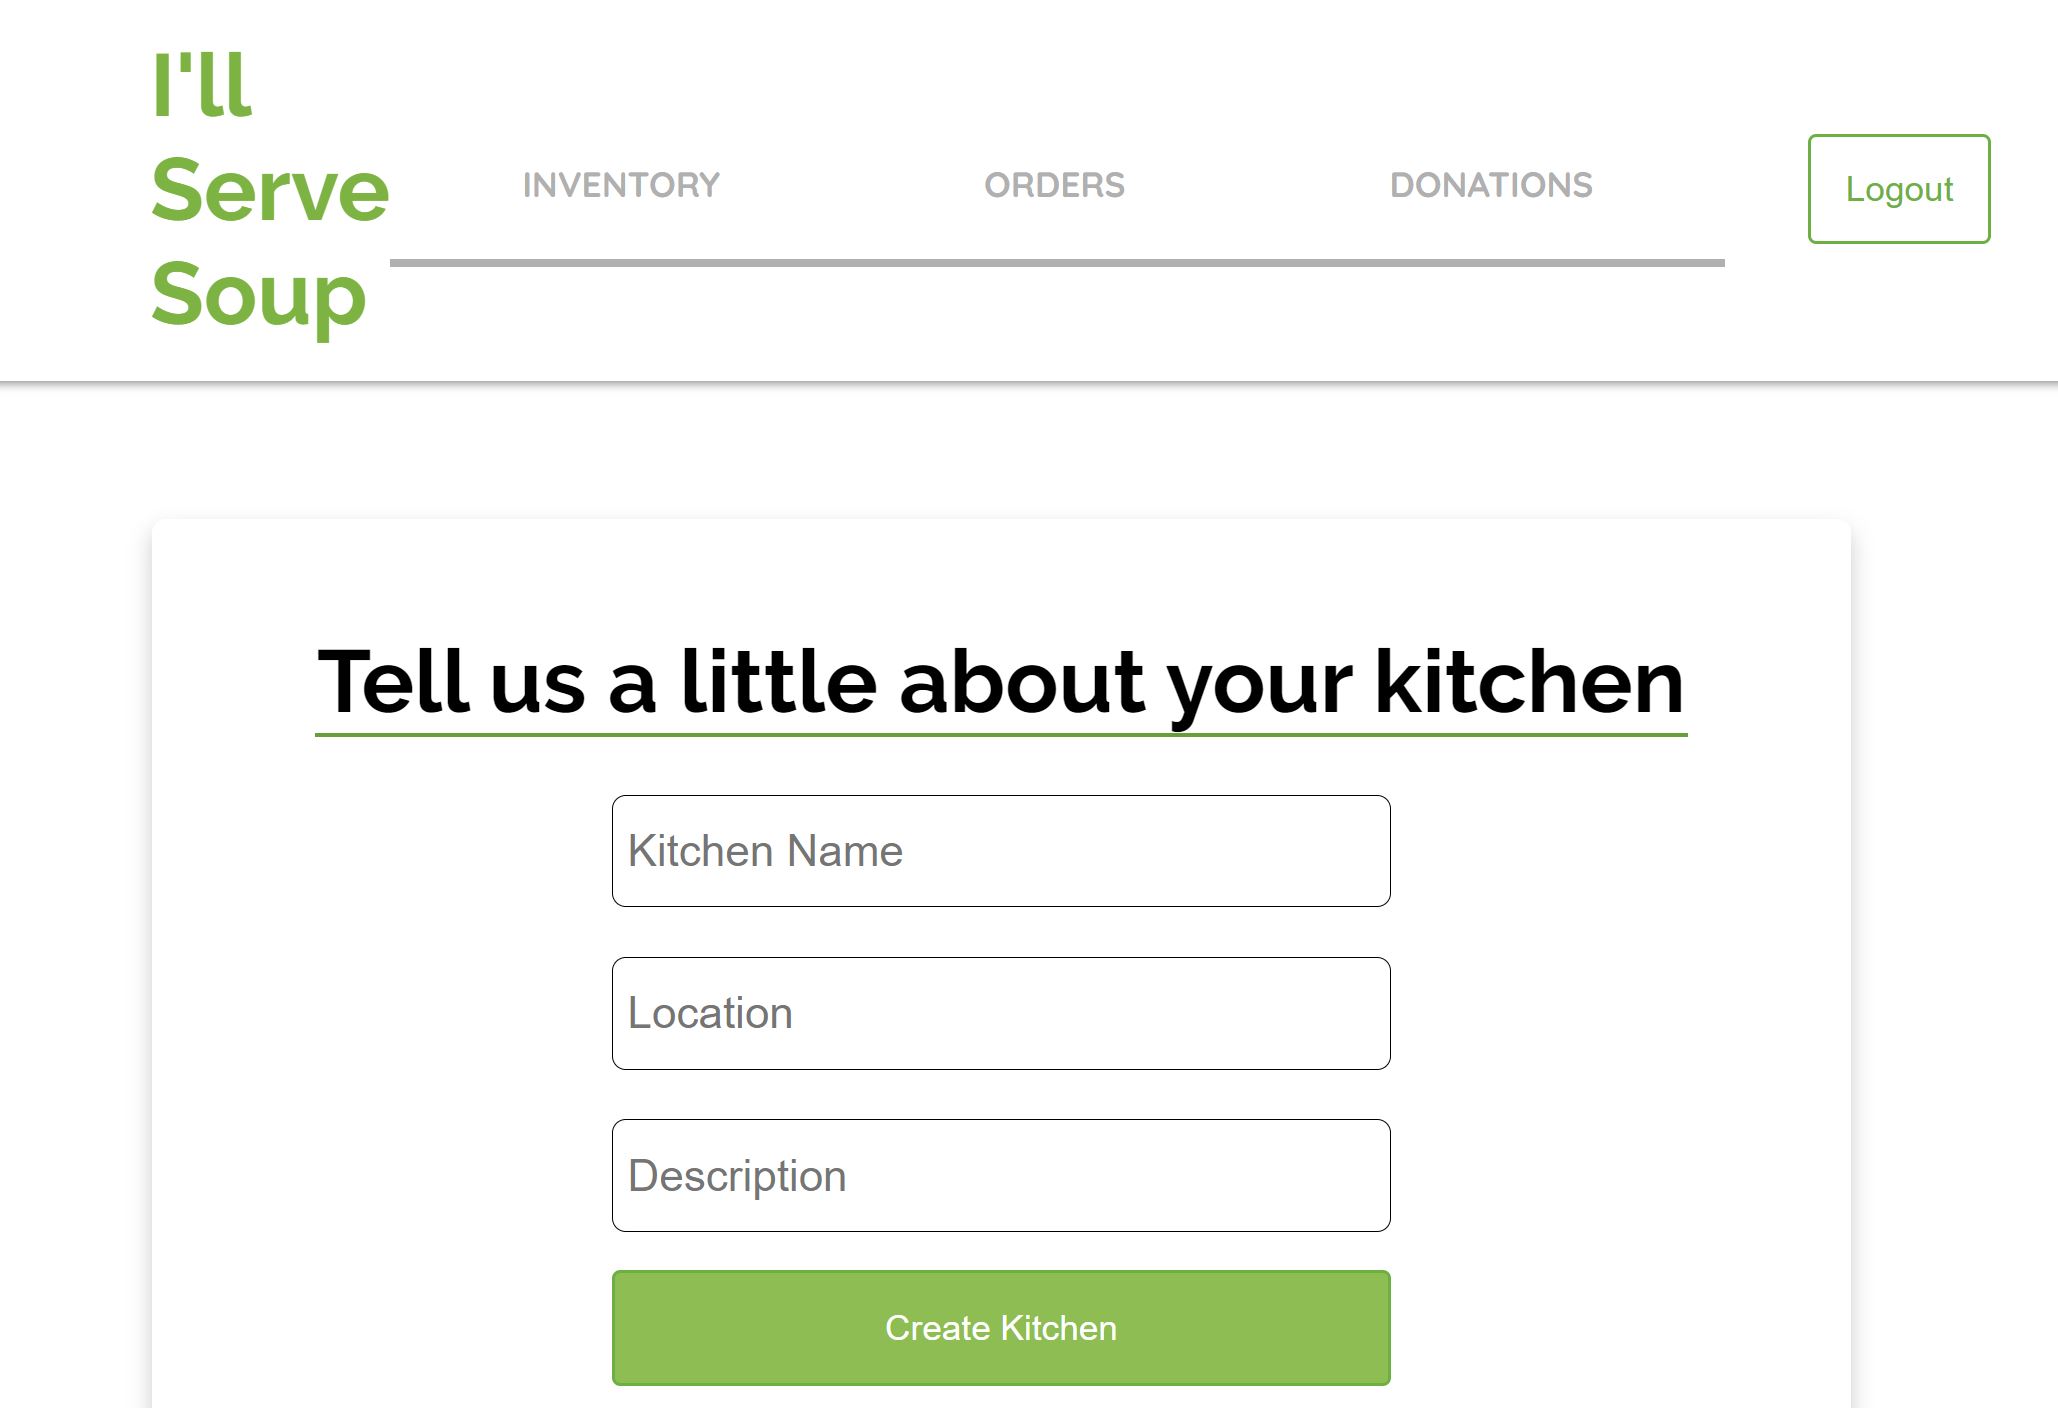 I'll
Serve
Soup
INVENTORY
ORDERS
DONATIONS
Logout
Tell us a little about your kitchen
Kitchen Name
Location
Description
Create Kitchen